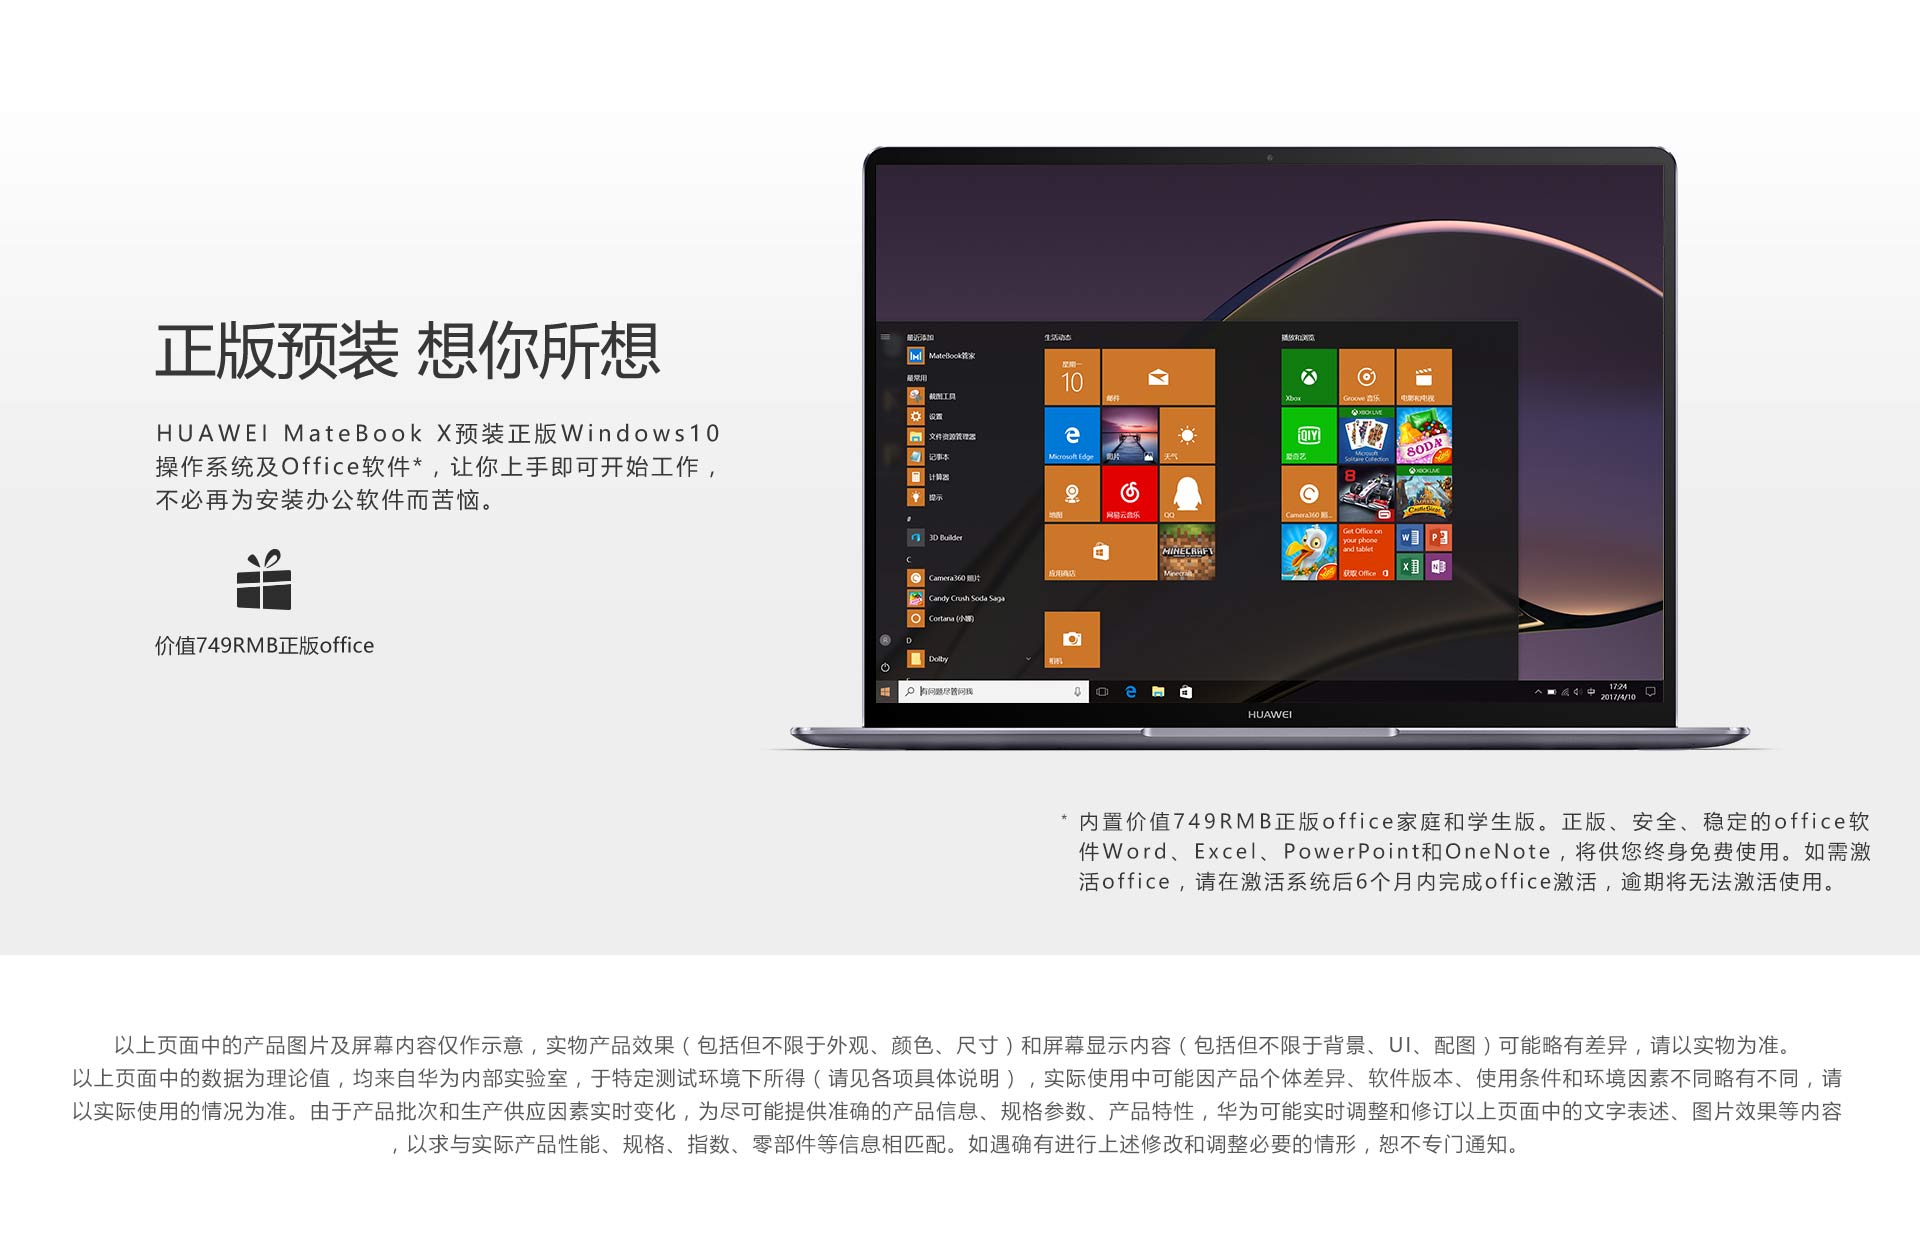 正版预装 想你所想
HUAWEI MateBook X预装正版Windows10
操作系统及Office软件*，让你上手即可开始工作，
不必再为安装办公软件而苦恼。
价值749RMB正版office
最近添加
MateBook管家
最常用
截图工具
设置
文件资源管理器
记事本
计算器
提示
#
3D Builder
C
Camera360 照片
Candy Crush Soda Saga
Cortana (小娜)
D
Dolby
生活动态
星期一
10
邮件
Microsoft Edge
照片
天气
地图
网易云音乐
QQ
应用商店
MINECRAFT
Minecraft
相机
播放和浏览
Xbox
Groove 音乐
电影和电视
QIY
爱奇艺
XBOX LIVE
Microsoft
Solitaire Collection
SODA
Camera360 照...
8
XBOX LIVE
Castle Siege
Get Office on
your phone
and tablet
获取 Office
有问题尽管问我
中
17:24
2017/4/10
HUAWEI
* 内置价值749RMB正版office家庭和学生版。正版、安全、稳定的office软
件Word、Excel、PowerPoint和OneNote，将供您终身免费使用。如需激
活office，请在激活系统后6个月内完成office激活，逾期将无法激活使用。
以上页面中的产品图片及屏幕内容仅作示意，实物产品效果（包括但不限于外观、颜色、尺寸）和屏幕显示内容（包括但不限于背景、UI、配图）可能略有差异，请以实物为准。
以上页面中的数据为理论值，均来自华为内部实验室，于特定测试环境下所得（请见各项具体说明），实际使用中可能因产品个体差异、软件版本、使用条件和环境因素不同略有不同，请
以实际使用的情况为准。由于产品批次和生产供应因素实时变化，为尽可能提供准确的产品信息、规格参数、产品特性，华为可能实时调整和修订以上页面中的文字表述、图片效果等内容
，以求与实际产品性能、规格、指数、零部件等信息相匹配。如遇确有进行上述修改和调整必要的情形，恕不专门通知。